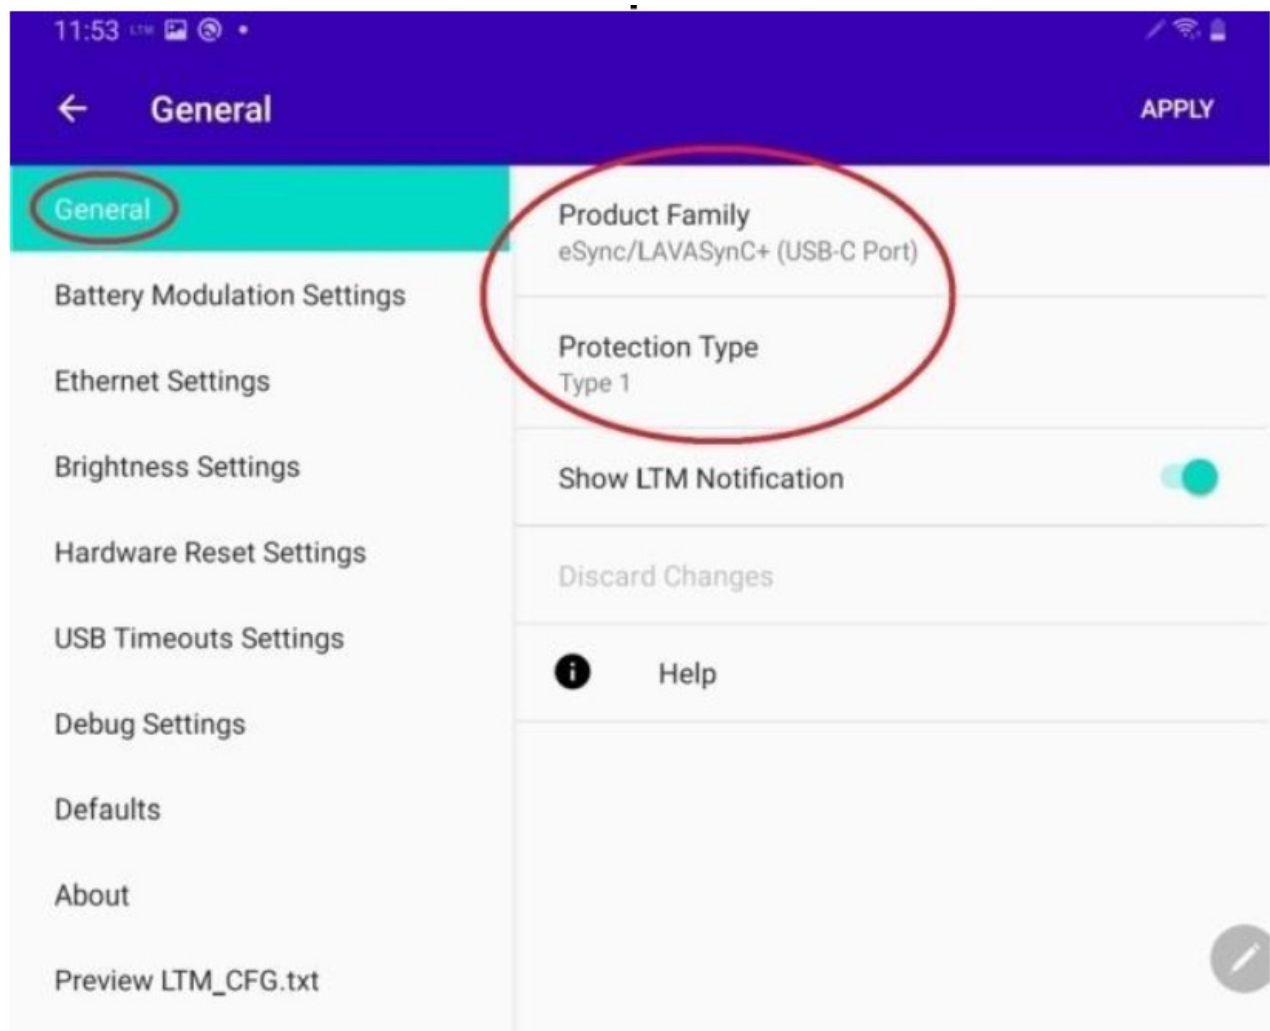 11:53 LTM
General
APPLY
General
Battery Modulation Settings
Ethernet Settings
Brightness Settings
Hardware Reset Settings
USB Timeouts Settings
Debug Settings
Defaults
About
Preview LTM_CFG.txt
Product Family
eSync/LAVASynC+ (USB-C Port)
Protection Type
Type 1
Show LTM Notification
Discard Changes
Help